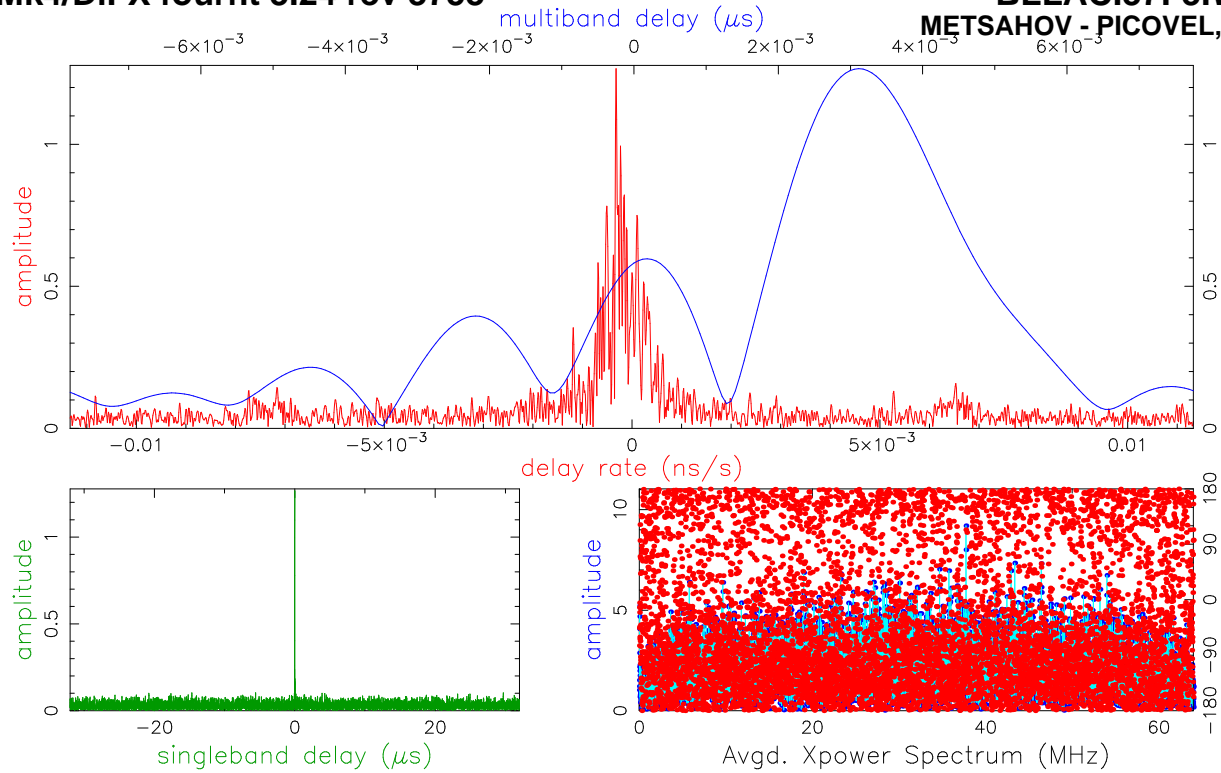 multiband delay (μs)
METSAHOV - PICOVEL,
−6×10⁻³ −4×10⁻³ −2×10⁻³ 0 2×10⁻³ 4×10⁻³ 6×10⁻³
amplitude
0 0.5 1
0 0.5 1
−0.01 −5×10⁻³ 0 5×10⁻³ 0.01
delay rate (ns/s)
amplitude
0 0.5 1
−20 0 20
singleband delay (μs)
amplitude
0 5 10
−180 −90 0 90 180
0 20 40 60
Avgd. Xpower Spectrum (MHz)